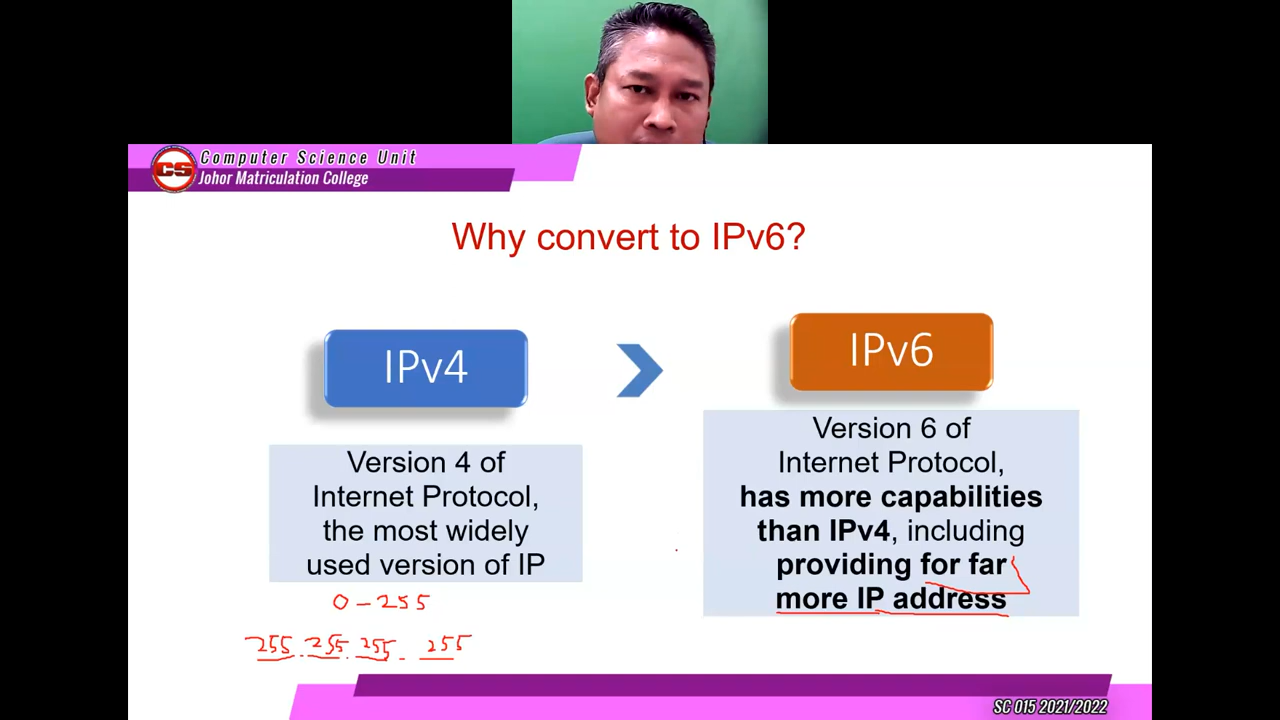 CS
Computer Science Unit
Johor Matriculation College
Why convert to IPv6?
IPv4
IPv6
Version 4 of
Internet Protocol,
the most widely
used version of IP
Version 6 of
Internet Protocol,
has more capabilities
than IPv4, including
providing for far
more IP address
0 - 255
255 . 255 . 255 . 255
SC 015 2021/2022